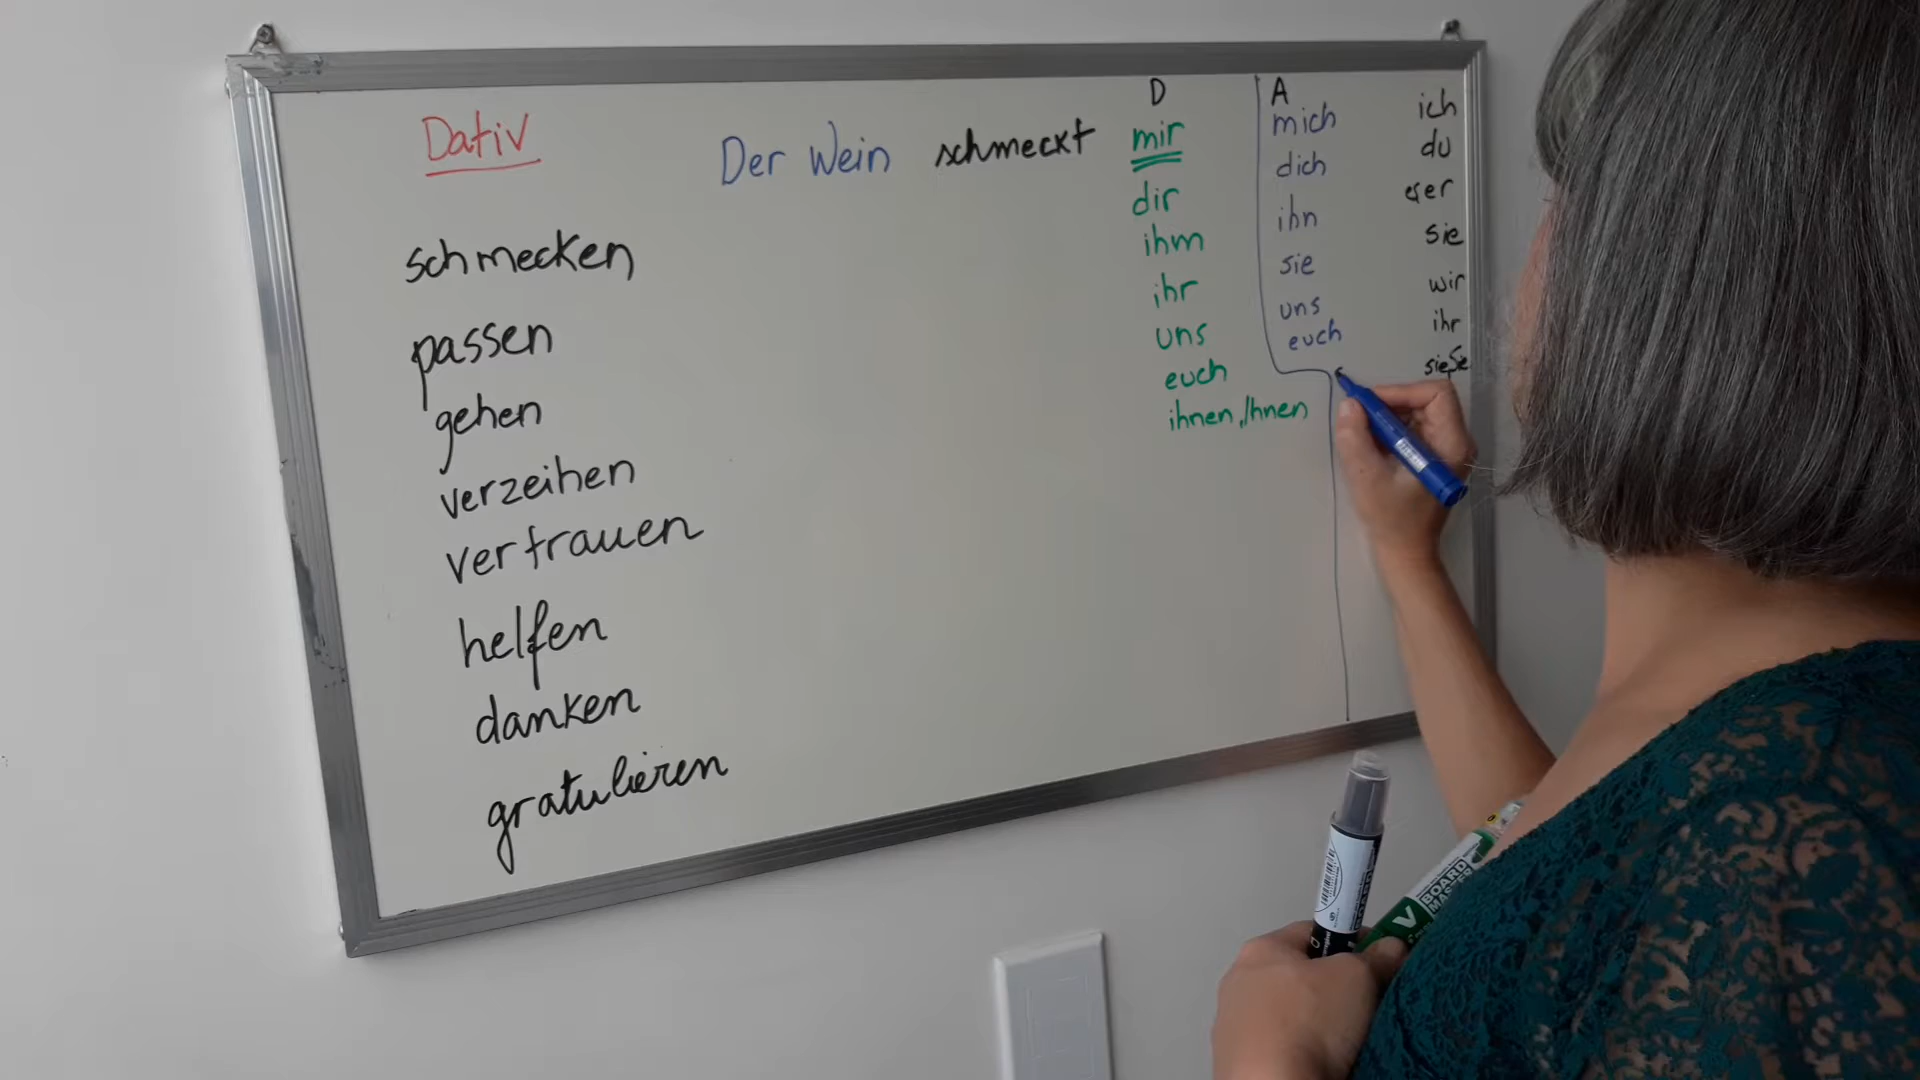 Dativ
Der Wein schmeckt mir
schmecken
passen
gehen
verzeihen
vertrauen
helfen
danken
gratulieren
D
dir
ihm
ihr
uns
euch
ihnen, Ihnen
A
mich
dich
ihn
sie
uns
euch
ich
du
er
sie
wir
ihr
sie, Sie
V BOARD